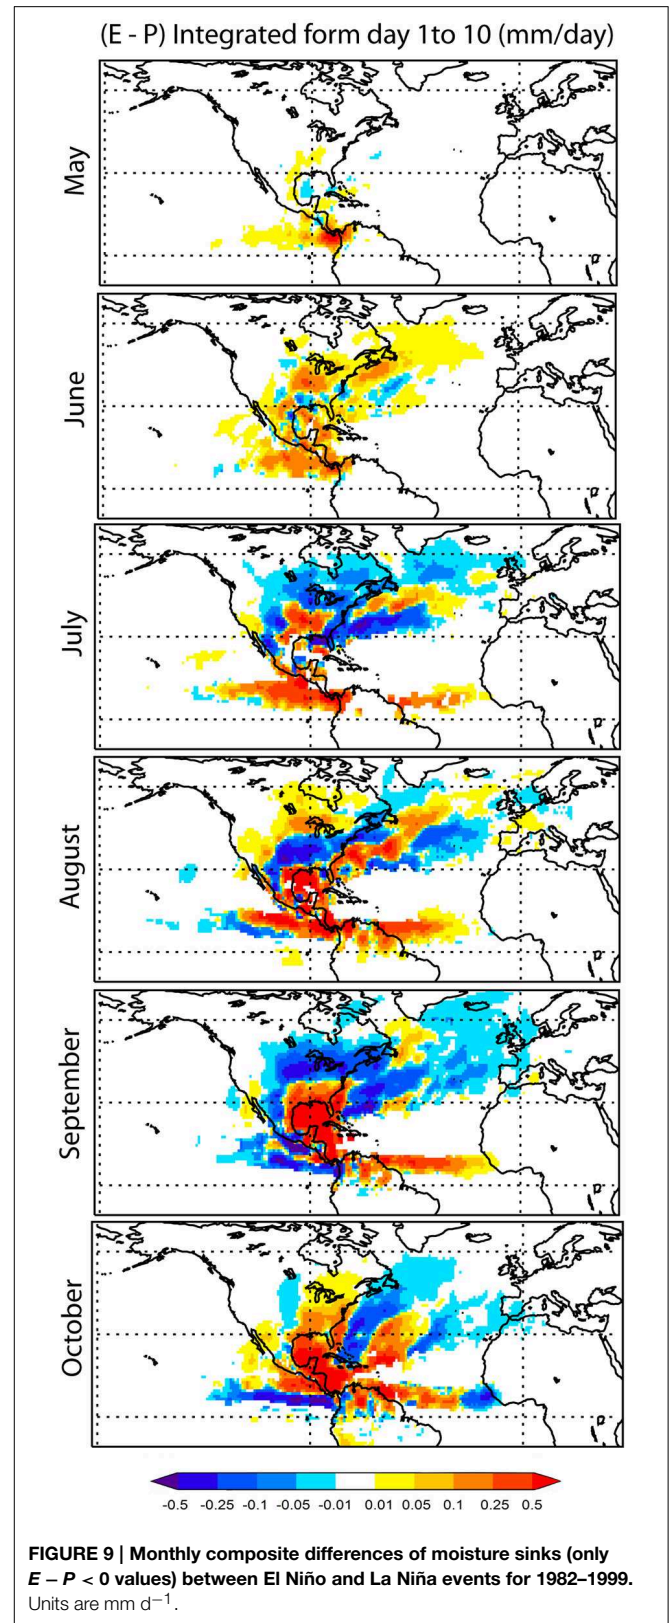 (E - P) Integrated form day 1to 10 (mm/day)
May
June
July
August
September
October
-0.5 -0.25 -0.1 -0.05 -0.01 0.01 0.05 0.1 0.25 0.5
FIGURE 9 | Monthly composite differences of moisture sinks (only
E − P < 0 values) between El Niño and La Niña events for 1982–1999.
Units are mm d⁻¹.